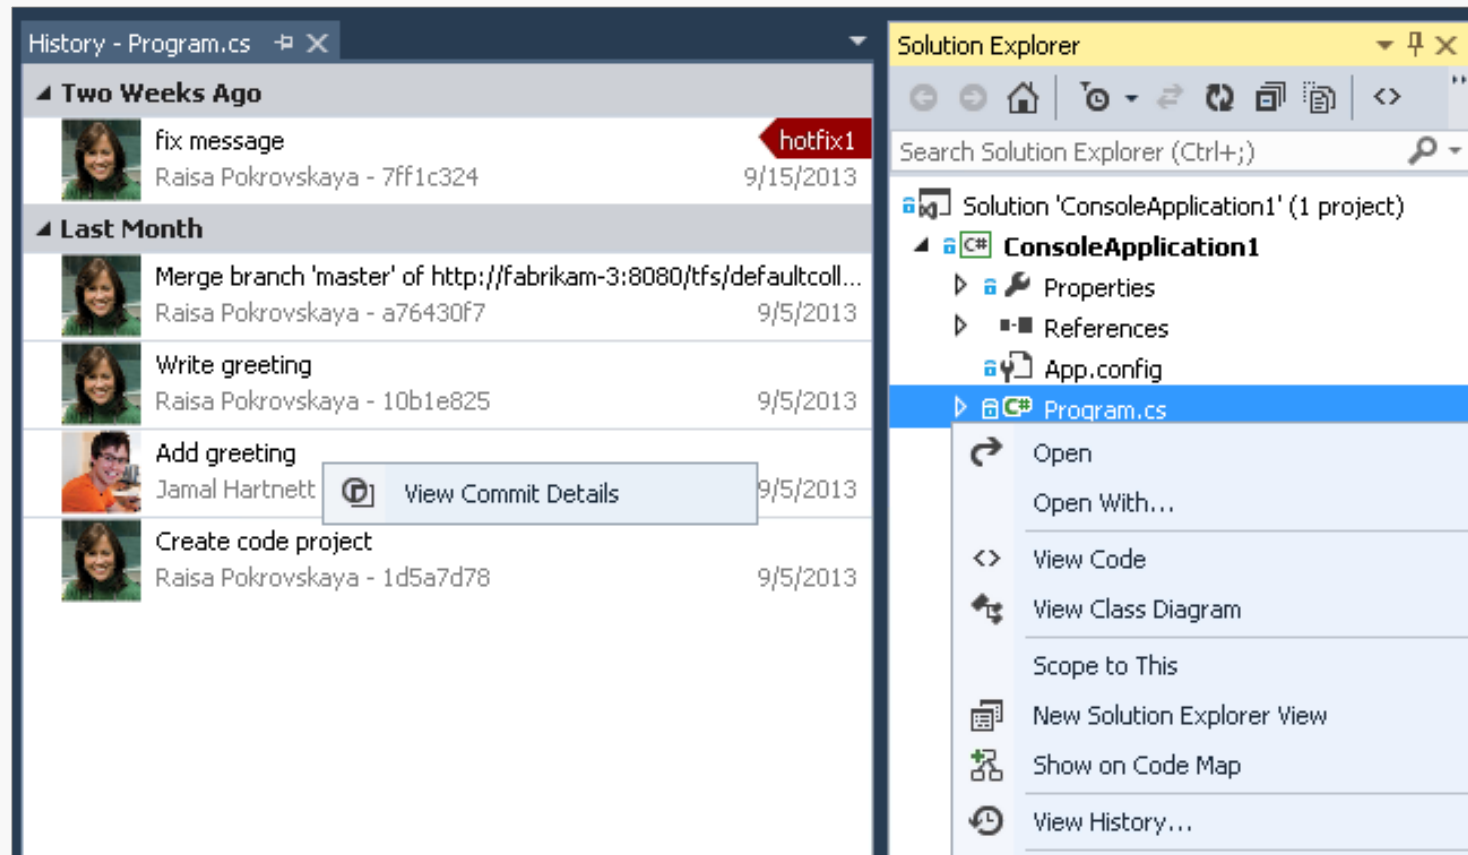 History - Program.cs
Two Weeks Ago
fix message
hotfix1
Raisa Pokrovskaya - 7ff1c324
9/15/2013
Last Month
Merge branch 'master' of http://fabrikam-3:8080/tfs/defaultcoll...
Raisa Pokrovskaya - a76430f7
9/5/2013
Write greeting
Raisa Pokrovskaya - 10b1e825
9/5/2013
Add greeting
Jamal Hartnett
9/5/2013
View Commit Details
Create code project
Raisa Pokrovskaya - 1d5a7d78
9/5/2013
Solution Explorer
Search Solution Explorer (Ctrl+;)
Solution 'ConsoleApplication1' (1 project)
C# ConsoleApplication1
Properties
References
App.config
C# Program.cs
Open
Open With...
View Code
View Class Diagram
Scope to This
New Solution Explorer View
Show on Code Map
View History...